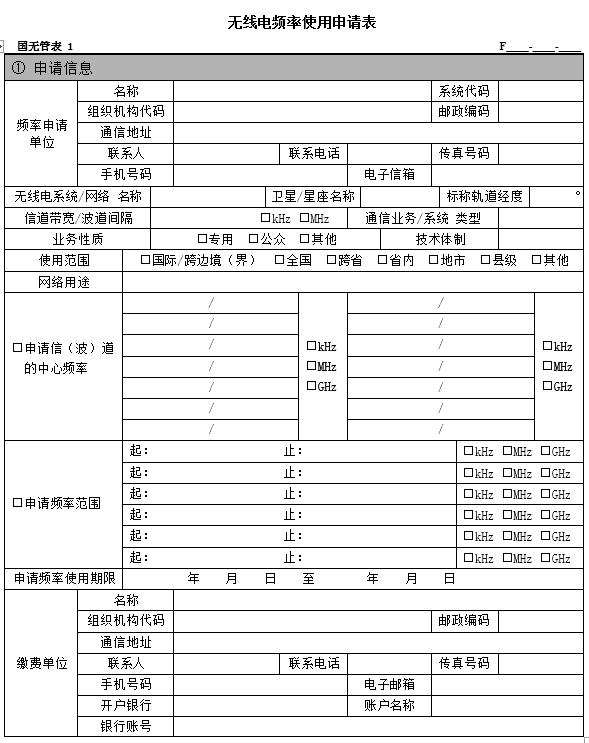 无线电频率使用申请表
国无管表 1 F____-____-____
① 申请信息
频率申请单位
名称 系统代码
组织机构代码 邮政编码
通信地址
联系人 联系电话 传真号码
手机号码 电子信箱
无线电系统/网络 名称 卫星/星座名称 标称轨道经度 °
信道带宽/波道间隔 □kHz □MHz 通信业务/系统 类型
业务性质 □专用 □公众 □其他 技术体制
使用范围 □国际/跨边境（界） □全国 □跨省 □省内 □地市 □县级 □其他
网络用途
□申请信（波）道的中心频率
/ /
/ /
/ □kHz / □kHz
/ □MHz / □MHz
/ □GHz / □GHz
/ /
/ /
□申请频率范围
起： 止： □kHz □MHz □GHz
起： 止： □kHz □MHz □GHz
起： 止： □kHz □MHz □GHz
起： 止： □kHz □MHz □GHz
起： 止： □kHz □MHz □GHz
起： 止： □kHz □MHz □GHz
申请频率使用期限 年 月 日 至 年 月 日
缴费单位
名称
组织机构代码 邮政编码
通信地址
联系人 联系电话 传真号码
手机号码 电子邮箱
开户银行 账户名称
银行账号